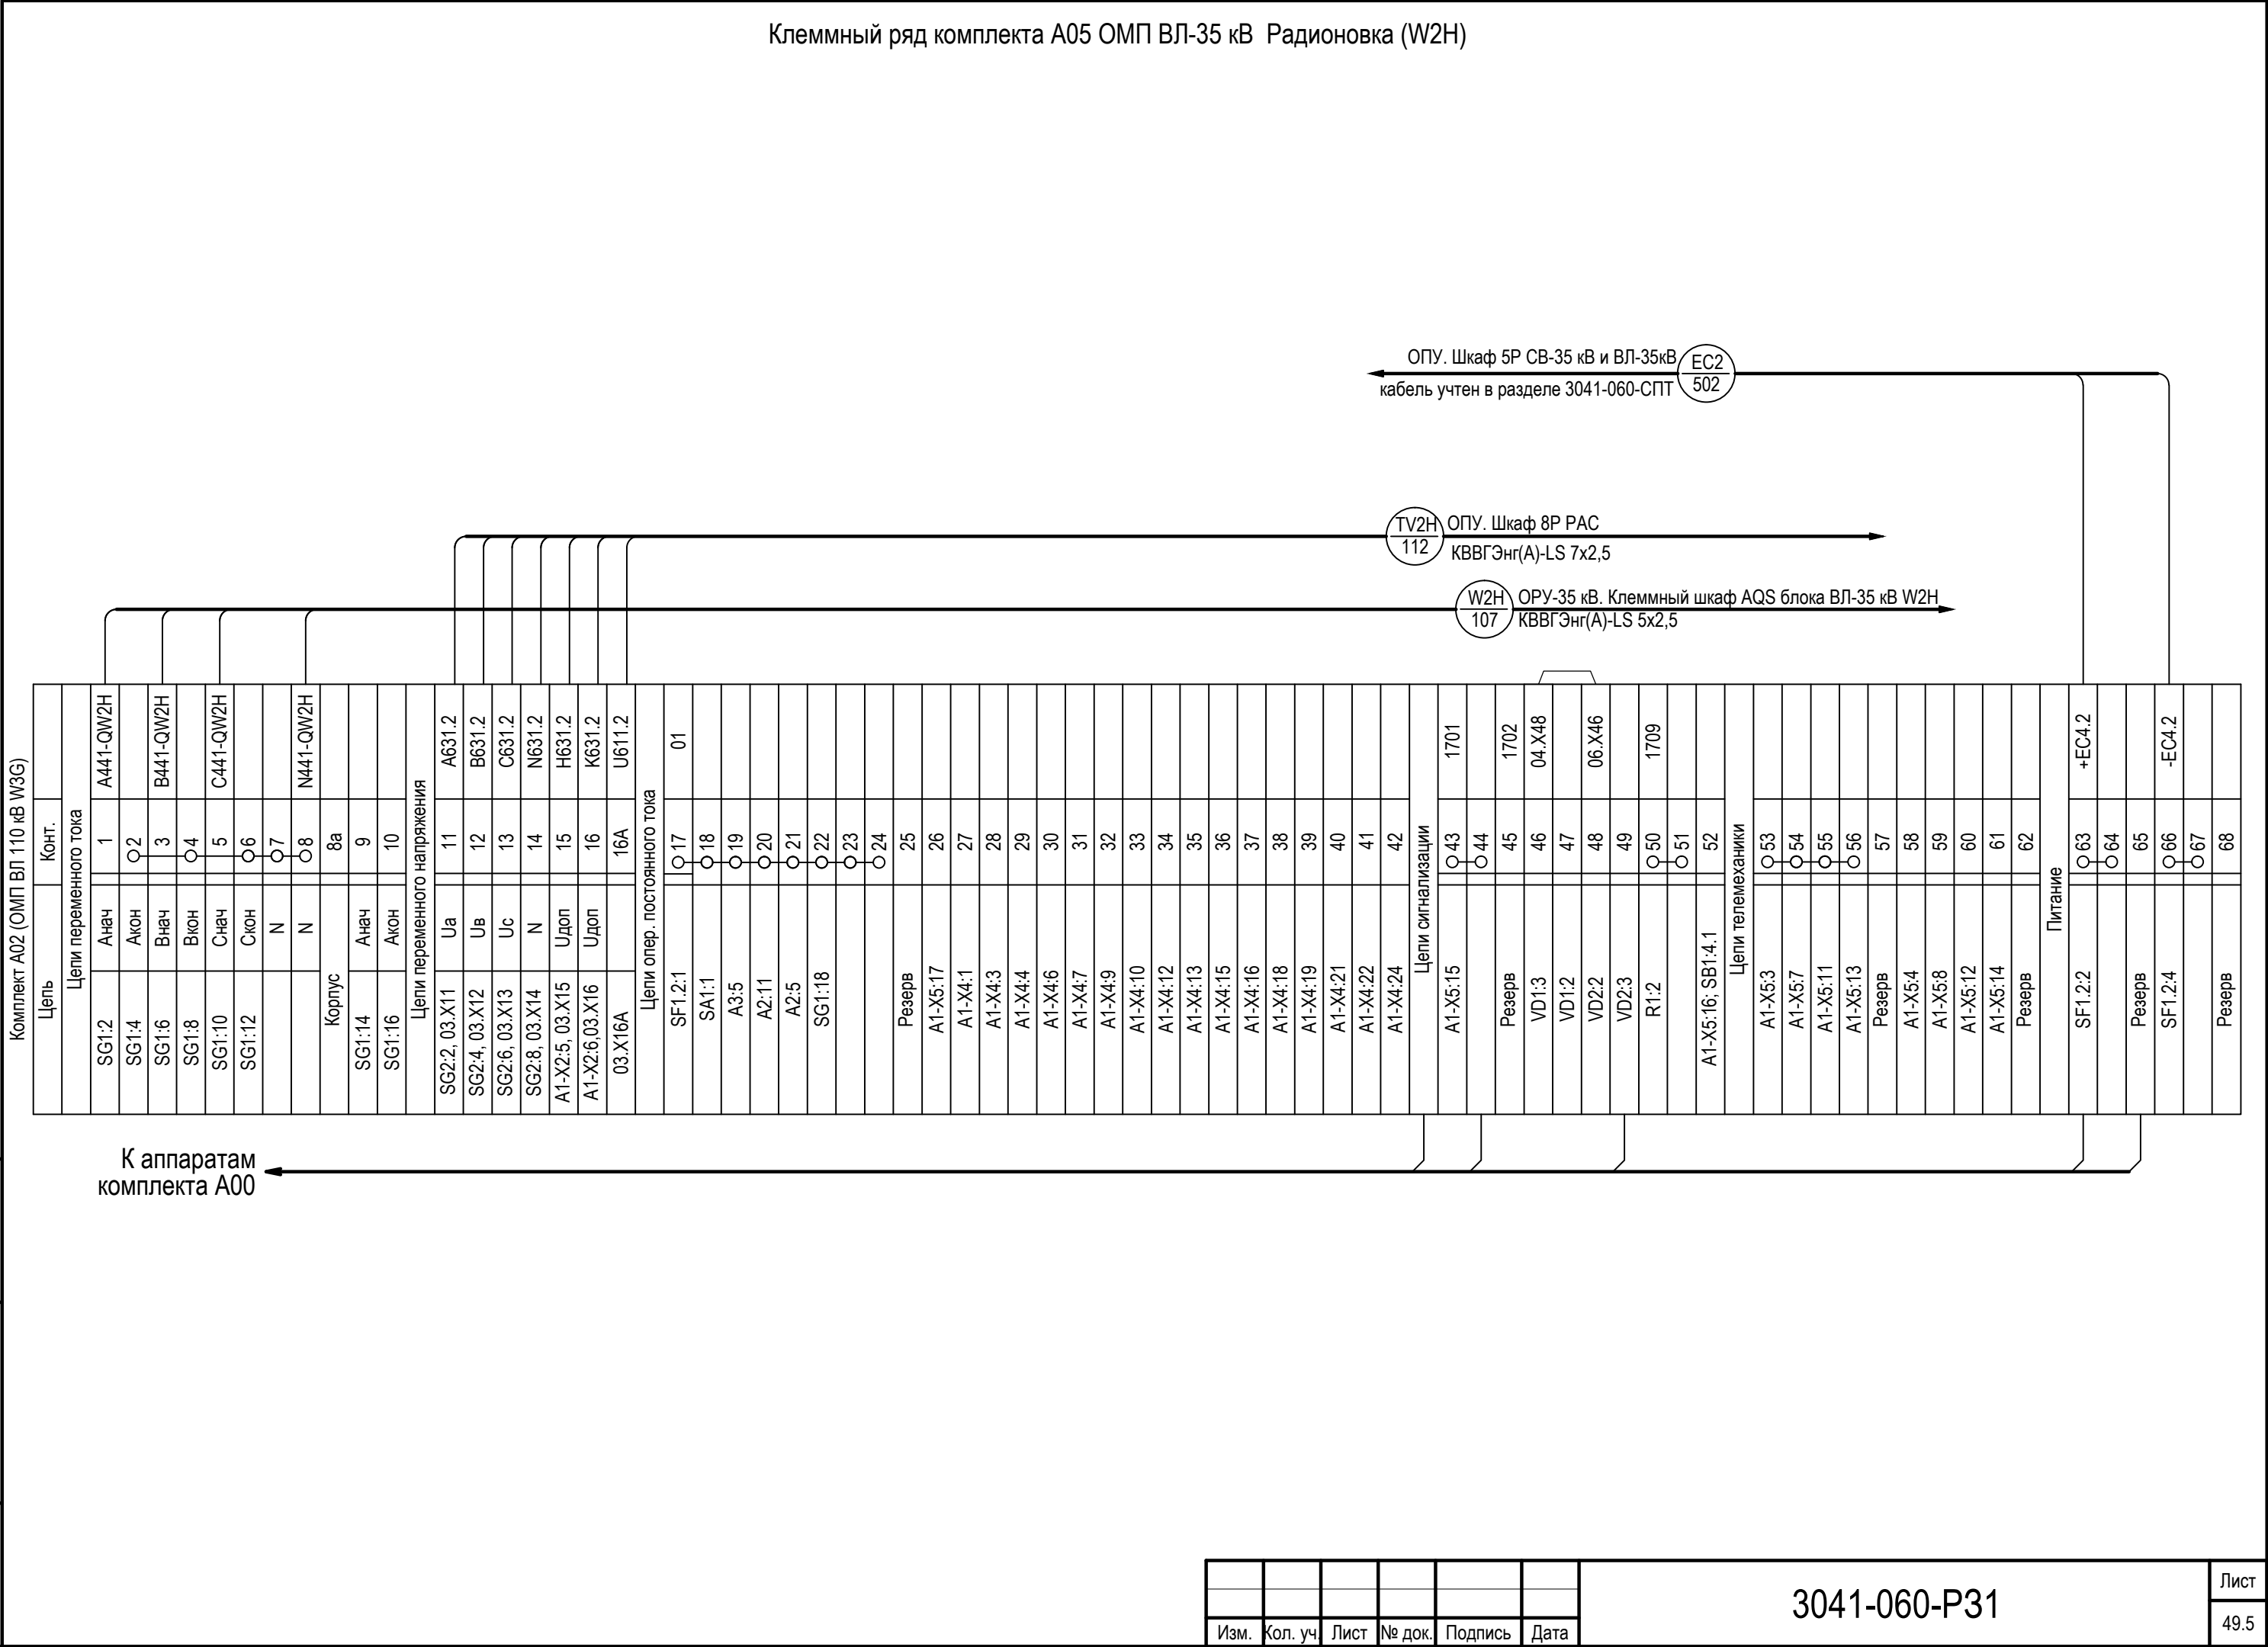 Клеммный ряд комплекта А05 ОМП ВЛ-35 кВ Радионовка (W2H)
ОПУ. Шкаф 5Р СВ-35 кВ и ВЛ-35кВ
кабель учтен в разделе 3041-060-СПТ
EC2
502
TV2H
112
ОПУ. Шкаф 8Р РАС
КВВГЭнг(А)-LS 7x2,5
W2H
107
ОРУ-35 кВ. Клеммный шкаф AQS блока ВЛ-35 кВ W2H
КВВГЭнг(А)-LS 5x2,5
Комплект А02 (ОМП ВЛ 110 кВ W3G)
Цепь
Конт.
Цепи переменного тока
SG1:2 Анач 1 A441-QW2H
SG1:4 Акон 2
SG1:6 Внач 3 B441-QW2H
SG1:8 Вкон 4
SG1:10 Снач 5 C441-QW2H
SG1:12 Скон 6
N 7
N 8 N441-QW2H
Корпус 8а
SG1:14 Анач 9
SG1:16 Акон 10
Цепи переменного напряжения
SG2:2, 03.X11 Uа 11 A631.2
SG2:4, 03.X12 Uв 12 B631.2
SG2:6, 03.X13 Uс 13 C631.2
SG2:8, 03.X14 N 14 N631.2
A1-X2:5, 03.X15 Uдоп 15 H631.2
A1-X2:6,03.X16 Uдоп 16 K631.2
03.X16A 16A U611.2
Цепи опер. постоянного тока
SF1.2:1 17 01
SA1:1 18
A3:5 19
A2:11 20
A2:5 21
SG1:18 22
23
24
Резерв 25
A1-X5:17 26
A1-X4:1 27
A1-X4:3 28
A1-X4:4 29
A1-X4:6 30
A1-X4:7 31
A1-X4:9 32
A1-X4:10 33
A1-X4:12 34
A1-X4:13 35
A1-X4:15 36
A1-X4:16 37
A1-X4:18 38
A1-X4:19 39
A1-X4:21 40
A1-X4:22 41
A1-X4:24 42
Цепи сигнализации
A1-X5:15 43 1701
44
Резерв 45 1702
VD1:3 46 04.X48
VD1:2 47
VD2:2 48 06.X46
VD2:3 49
R1:2 50 1709
51
A1-X5:16; SB1:4.1 52
Цепи телемеханики
A1-X5:3 53
A1-X5:7 54
A1-X5:11 55
A1-X5:13 56
Резерв 57
A1-X5:4 58
A1-X5:8 59
A1-X5:12 60
A1-X5:14 61
Резерв 62
Питание
SF1.2:2 63 +EC4.2
64
Резерв 65
SF1.2:4 66 -EC4.2
67
Резерв 68
К аппаратам
комплекта А00
Изм. Кол. уч. Лист № док. Подпись Дата
3041-060-РЗ1
Лист
49.5